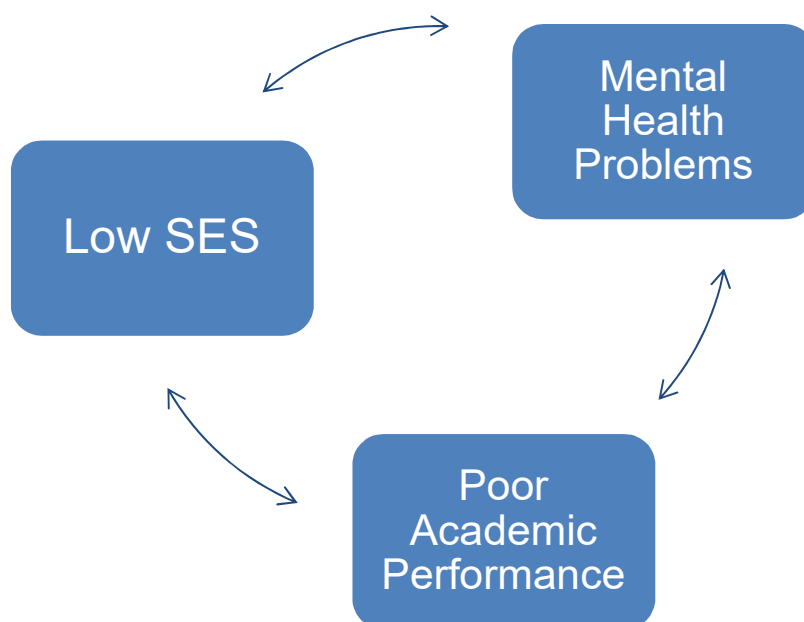 Mental
Health
Problems
Low SES
Poor
Academic
Performance